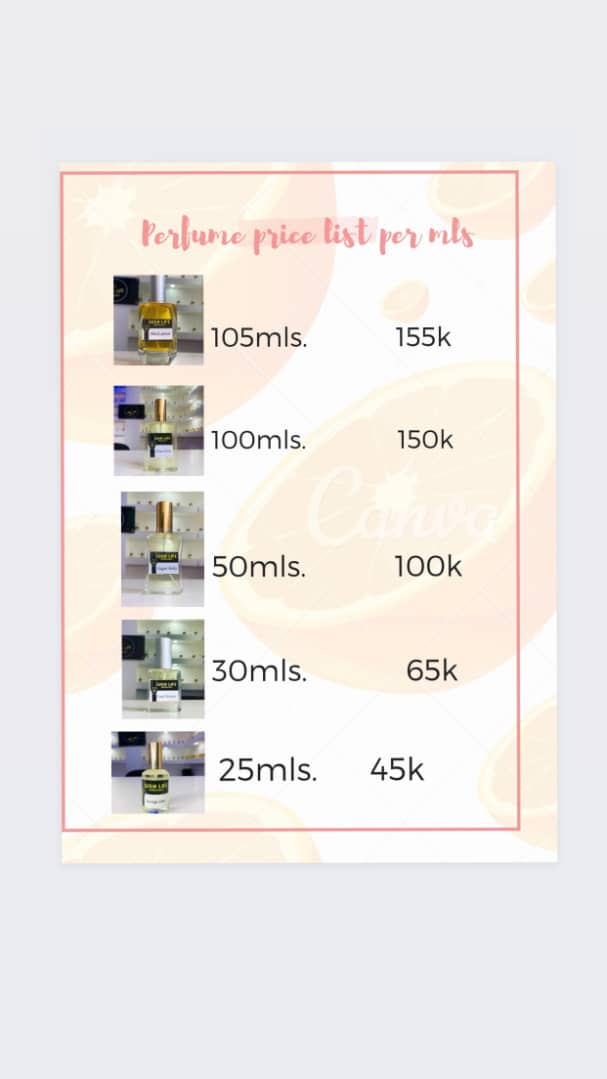 Perfume price list per mls
105mls. 155k
100mls. 150k
50mls. 100k
30mls. 65k
25mls. 45k
Canva